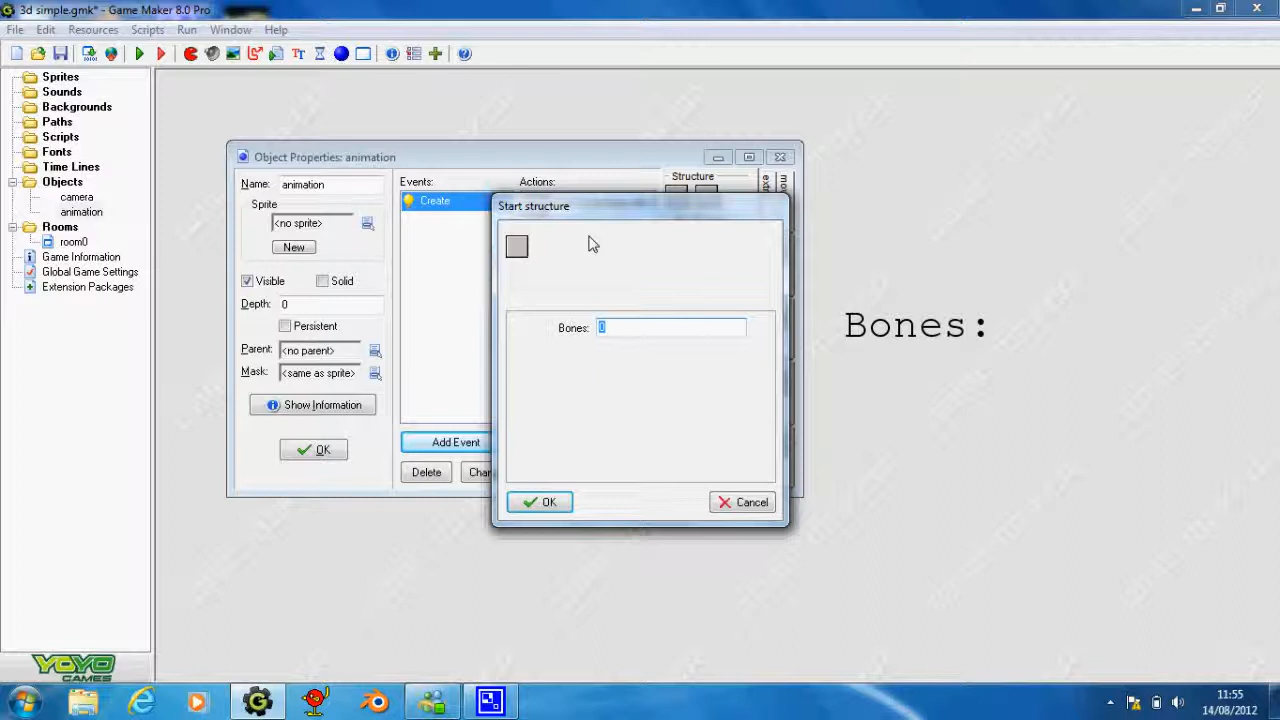 3d simple.gmk* - Game Maker 8.0 Pro
File Edit Resources Scripts Run Window Help
Sprites
Sounds
Backgrounds
Paths
Scripts
Fonts
Time Lines
Objects
camera
animation
Rooms
room0
Game Information
Global Game Settings
Extension Packages
Object Properties: animation
Name: animation
Sprite
<no sprite>
New
Visible Solid
Depth: 0
Persistent
Parent: <no parent>
Mask: <same as sprite>
Show Information
OK
Events: Actions:
Create
Add Event
Delete
Structure
Start structure
Bones: 0
OK Cancel
Bones:
YOYO
GAMES
11:55
14/08/2012